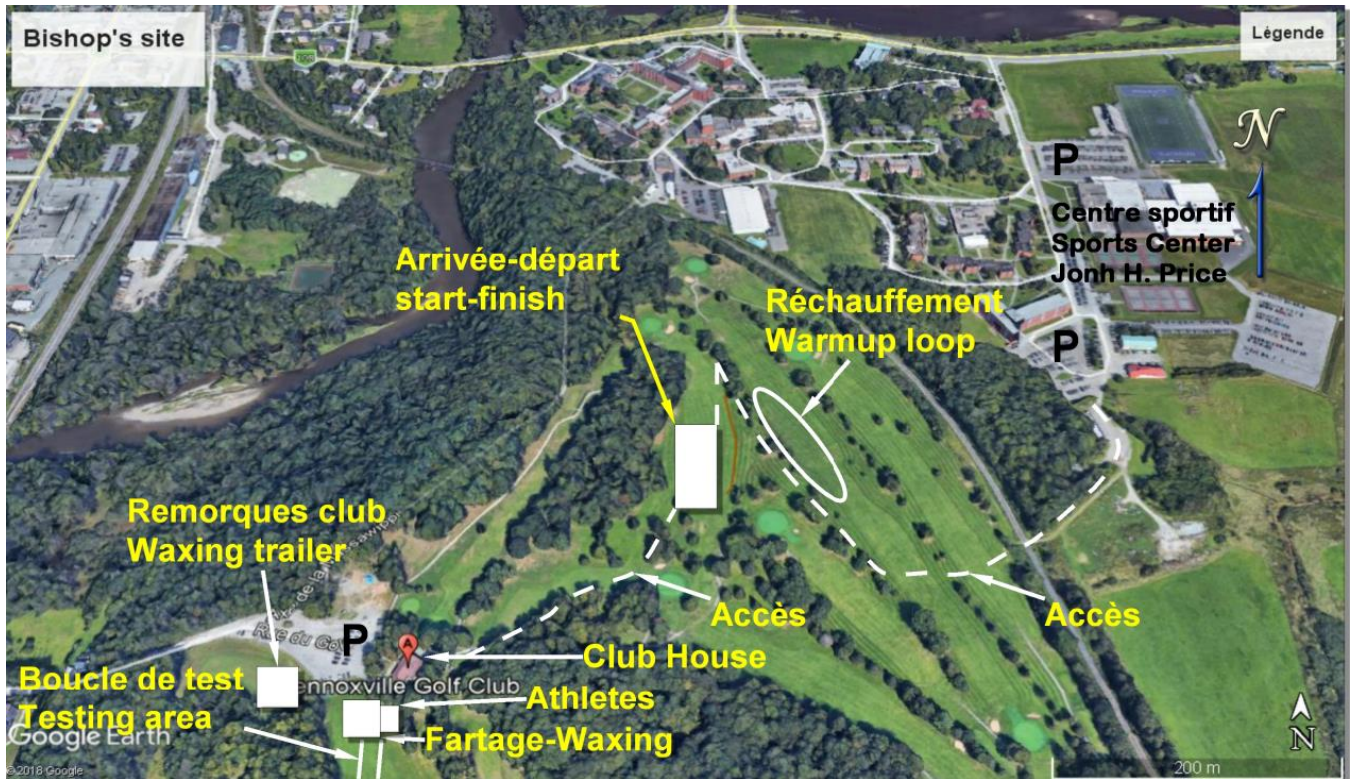 Bishop's site
Légende
N
P
Centre sportif
Sports Center
Jonh H. Price
Arrivée-départ
start-finish
Réchauffement
Warmup loop
P
Remorques club
Waxing trailer
Accès
Accès
P
Club House
A
Boucle de test
Testing area
ennoxville Golf Club
Athletes
Fartage-Waxing
Google Earth
©2018 Google
N
200 m